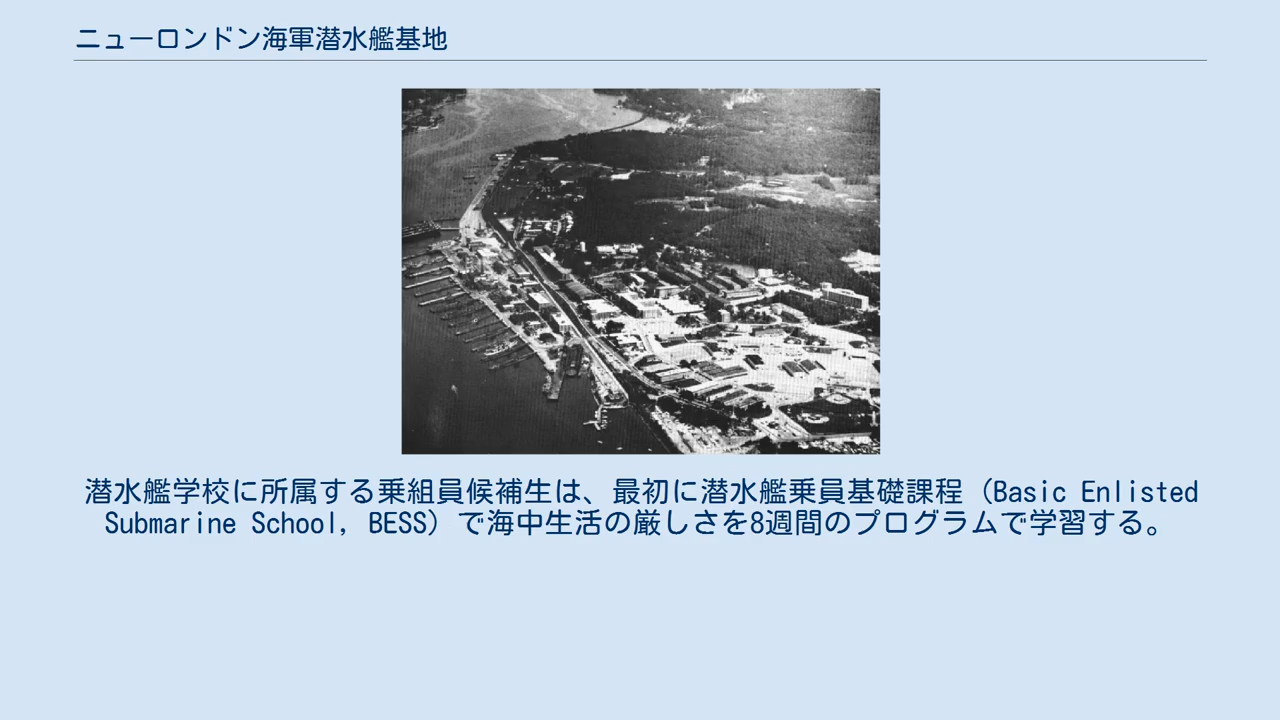 ニューロンドン海軍潜水艦基地
潜水艦学校に所属する乗組員候補生は、最初に潜水艦乗員基礎課程（Basic Enlisted
Submarine School, BESS）で海中生活の厳しさを8週間のプログラムで学習する。